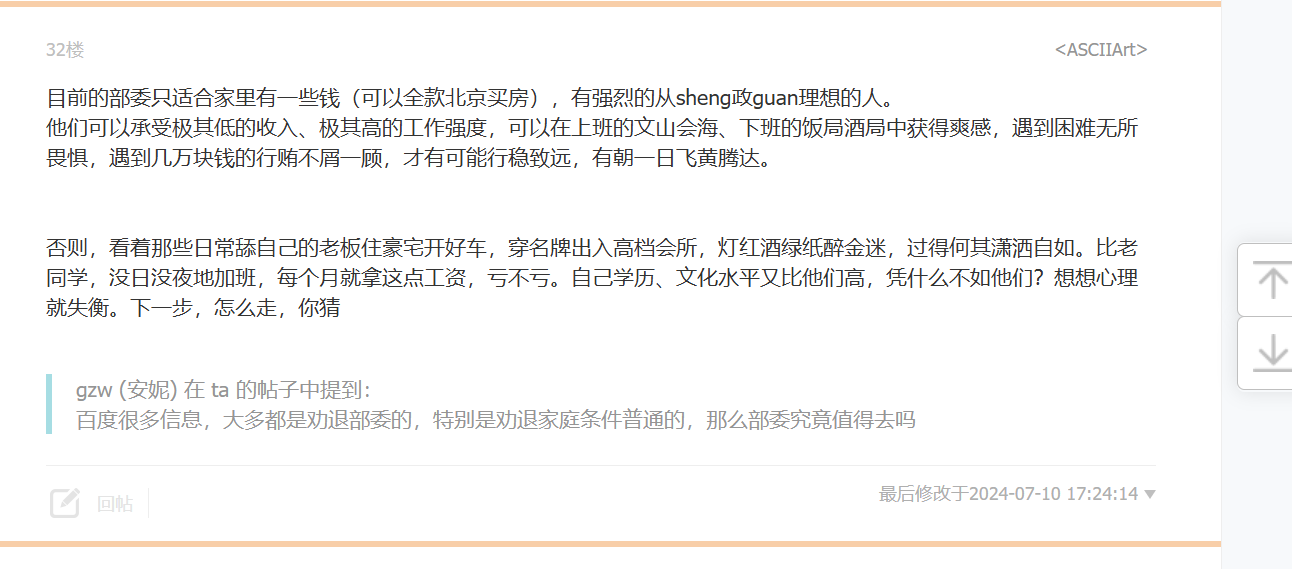 32楼
<ASCIIArt>
目前的部委只适合家里有一些钱（可以全款北京买房），有强烈的从sheng政guan理想的人。
他们可以承受极其低的收入、极其高的工作强度，可以在上班的文山会海、下班的饭局酒局中获得爽感，遇到困难无所
畏惧，遇到几万块钱的行贿不屑一顾，才有可能行稳致远，有朝一日飞黄腾达。
否则，看着那些日常舔自己的老板住豪宅开好车，穿名牌出入高档会所，灯红酒绿纸醉金迷，过得何其潇洒自如。比老
同学，没日没夜地加班，每个月就拿这点工资，亏不亏。自己学历、文化水平又比他们高，凭什么不如他们？想想心理
就失衡。下一步，怎么走，你猜
gzw (安妮) 在 ta 的帖子中提到：
百度很多信息，大多都是劝退部委的，特别是劝退家庭条件普通的，那么部委究竟值得去吗
回帖
最后修改于2024-07-10 17:24:14